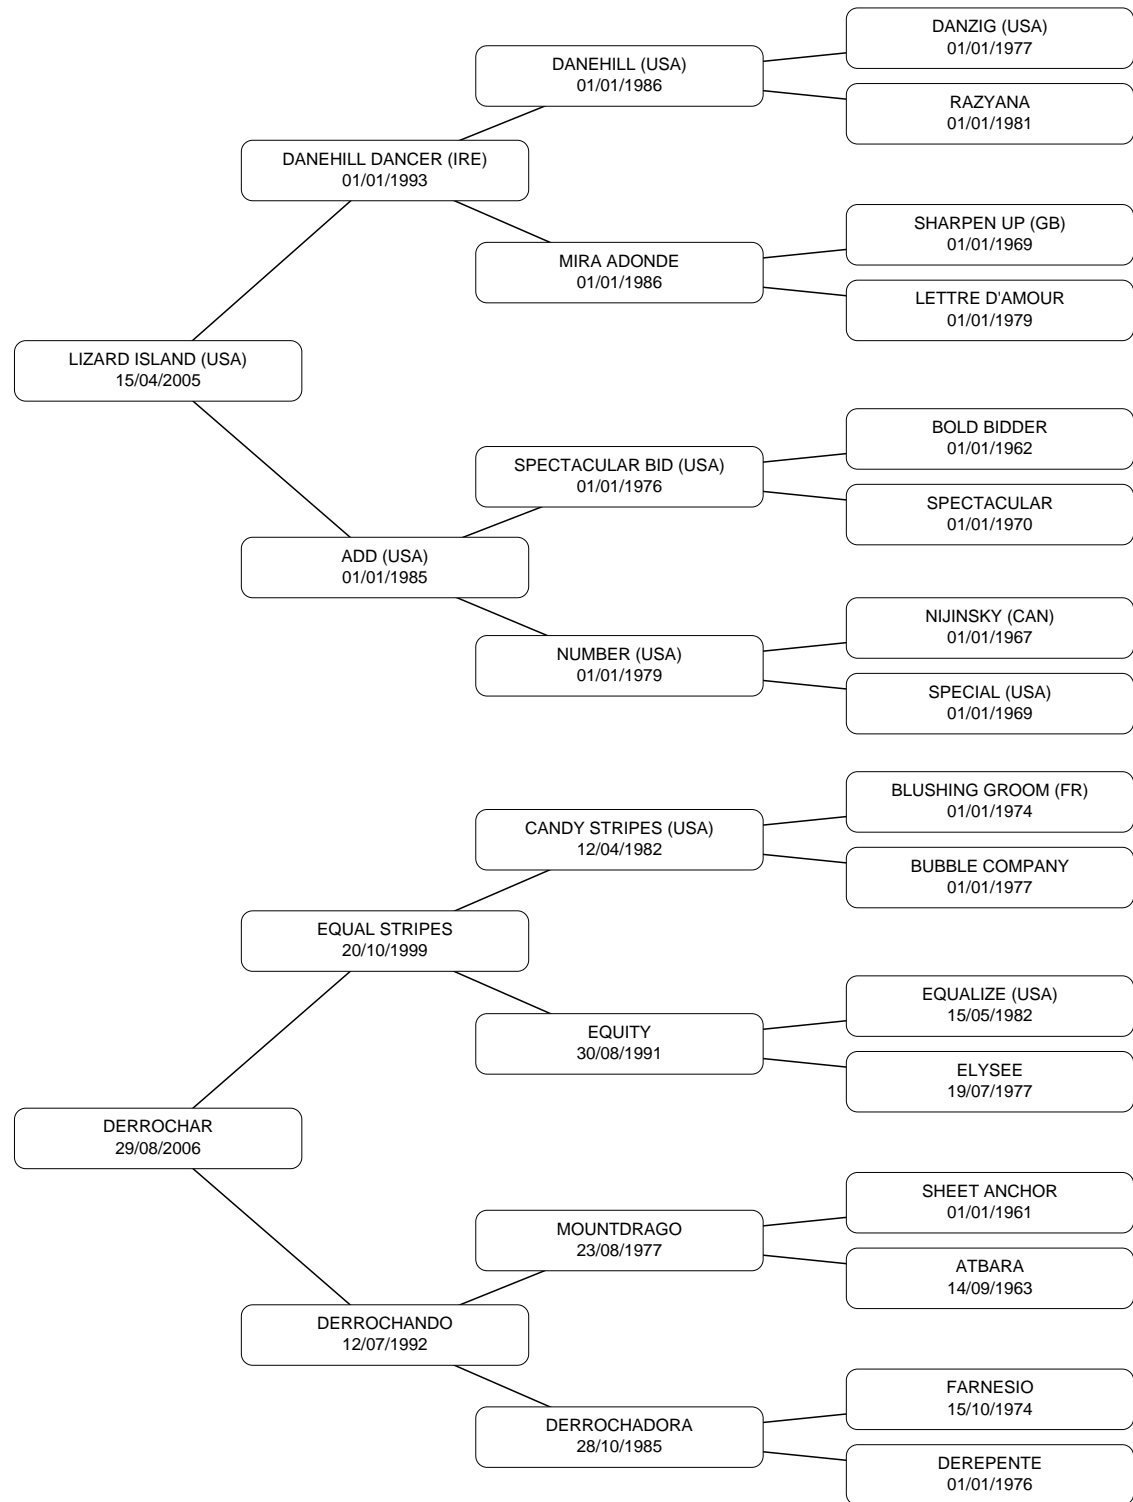 DANZIG (USA)
01/01/1977
DANEHILL (USA)
01/01/1986
RAZYANA
01/01/1981
DANEHILL DANCER (IRE)
01/01/1993
SHARPEN UP (GB)
01/01/1969
MIRA ADONDE
01/01/1986
LETTRE D'AMOUR
01/01/1979
LIZARD ISLAND (USA)
15/04/2005
BOLD BIDDER
01/01/1962
SPECTACULAR BID (USA)
01/01/1976
SPECTACULAR
01/01/1970
ADD (USA)
01/01/1985
NIJINSKY (CAN)
01/01/1967
NUMBER (USA)
01/01/1979
SPECIAL (USA)
01/01/1969
BLUSHING GROOM (FR)
01/01/1974
CANDY STRIPES (USA)
12/04/1982
BUBBLE COMPANY
01/01/1977
EQUAL STRIPES
20/10/1999
EQUALIZE (USA)
15/05/1982
EQUITY
30/08/1991
ELYSEE
19/07/1977
DERROCHAR
29/08/2006
SHEET ANCHOR
01/01/1961
MOUNTDRAGO
23/08/1977
ATBARA
14/09/1963
DERROCHANDO
12/07/1992
FARNESIO
15/10/1974
DERROCHADORA
28/10/1985
DEREPENTE
01/01/1976